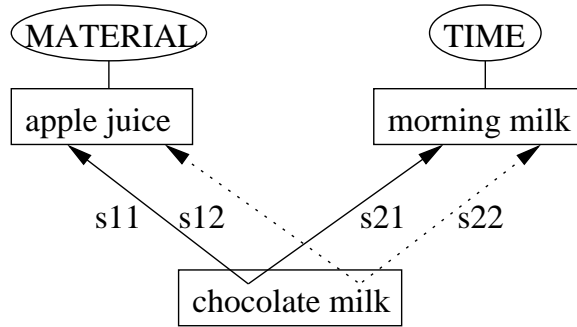 MATERIAL
TIME
apple juice
morning milk
s11
s12
s21
s22
chocolate milk